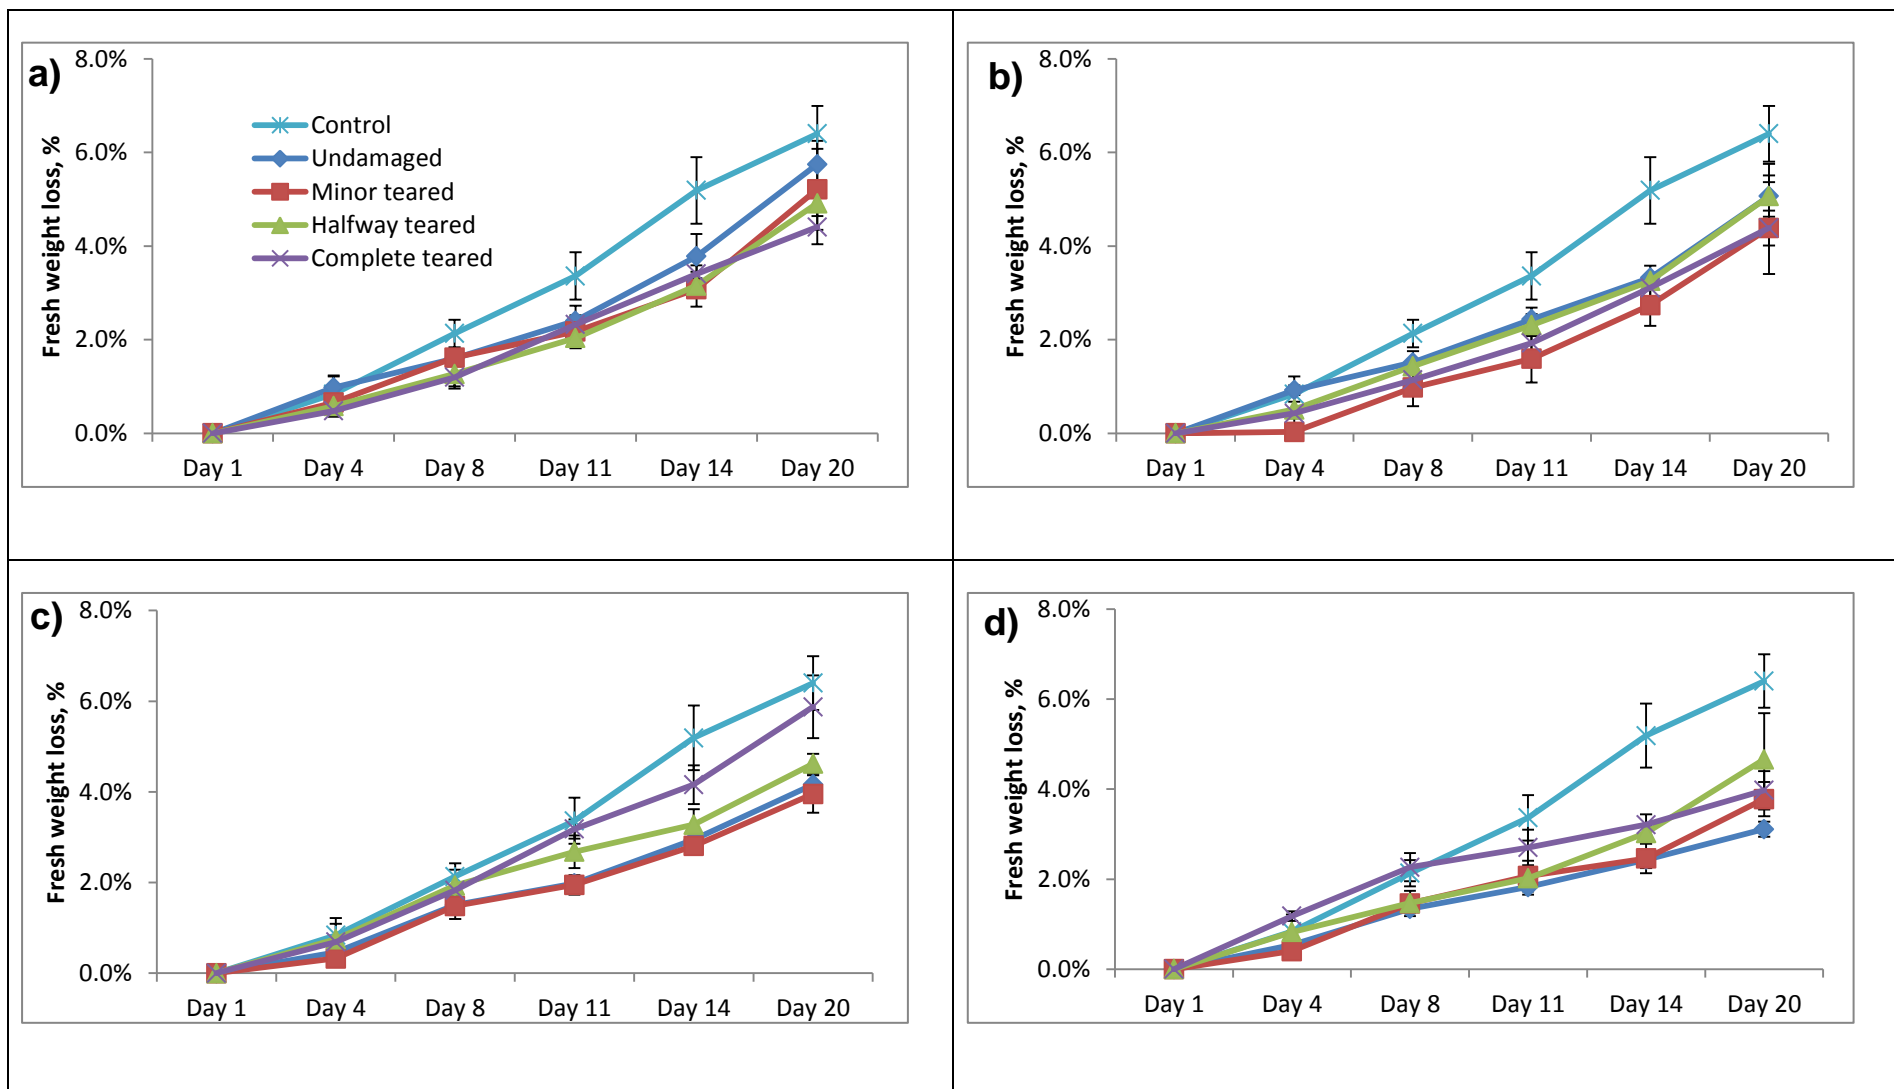 a)
8.0%
6.0%
4.0%
2.0%
0.0%
Fresh weight loss, %
Control
Undamaged
Minor teared
Halfway teared
Complete teared
Day 1 Day 4 Day 8 Day 11 Day 14 Day 20
b)
8.0%
6.0%
4.0%
2.0%
0.0%
Fresh weight loss, %
Day 1 Day 4 Day 8 Day 11 Day 14 Day 20
c)
8.0%
6.0%
4.0%
2.0%
0.0%
Fresh weight loss, %
Day 1 Day 4 Day 8 Day 11 Day 14 Day 20
d)
8.0%
6.0%
4.0%
2.0%
0.0%
Fresh weight loss, %
Day 1 Day 4 Day 8 Day 11 Day 14 Day 20